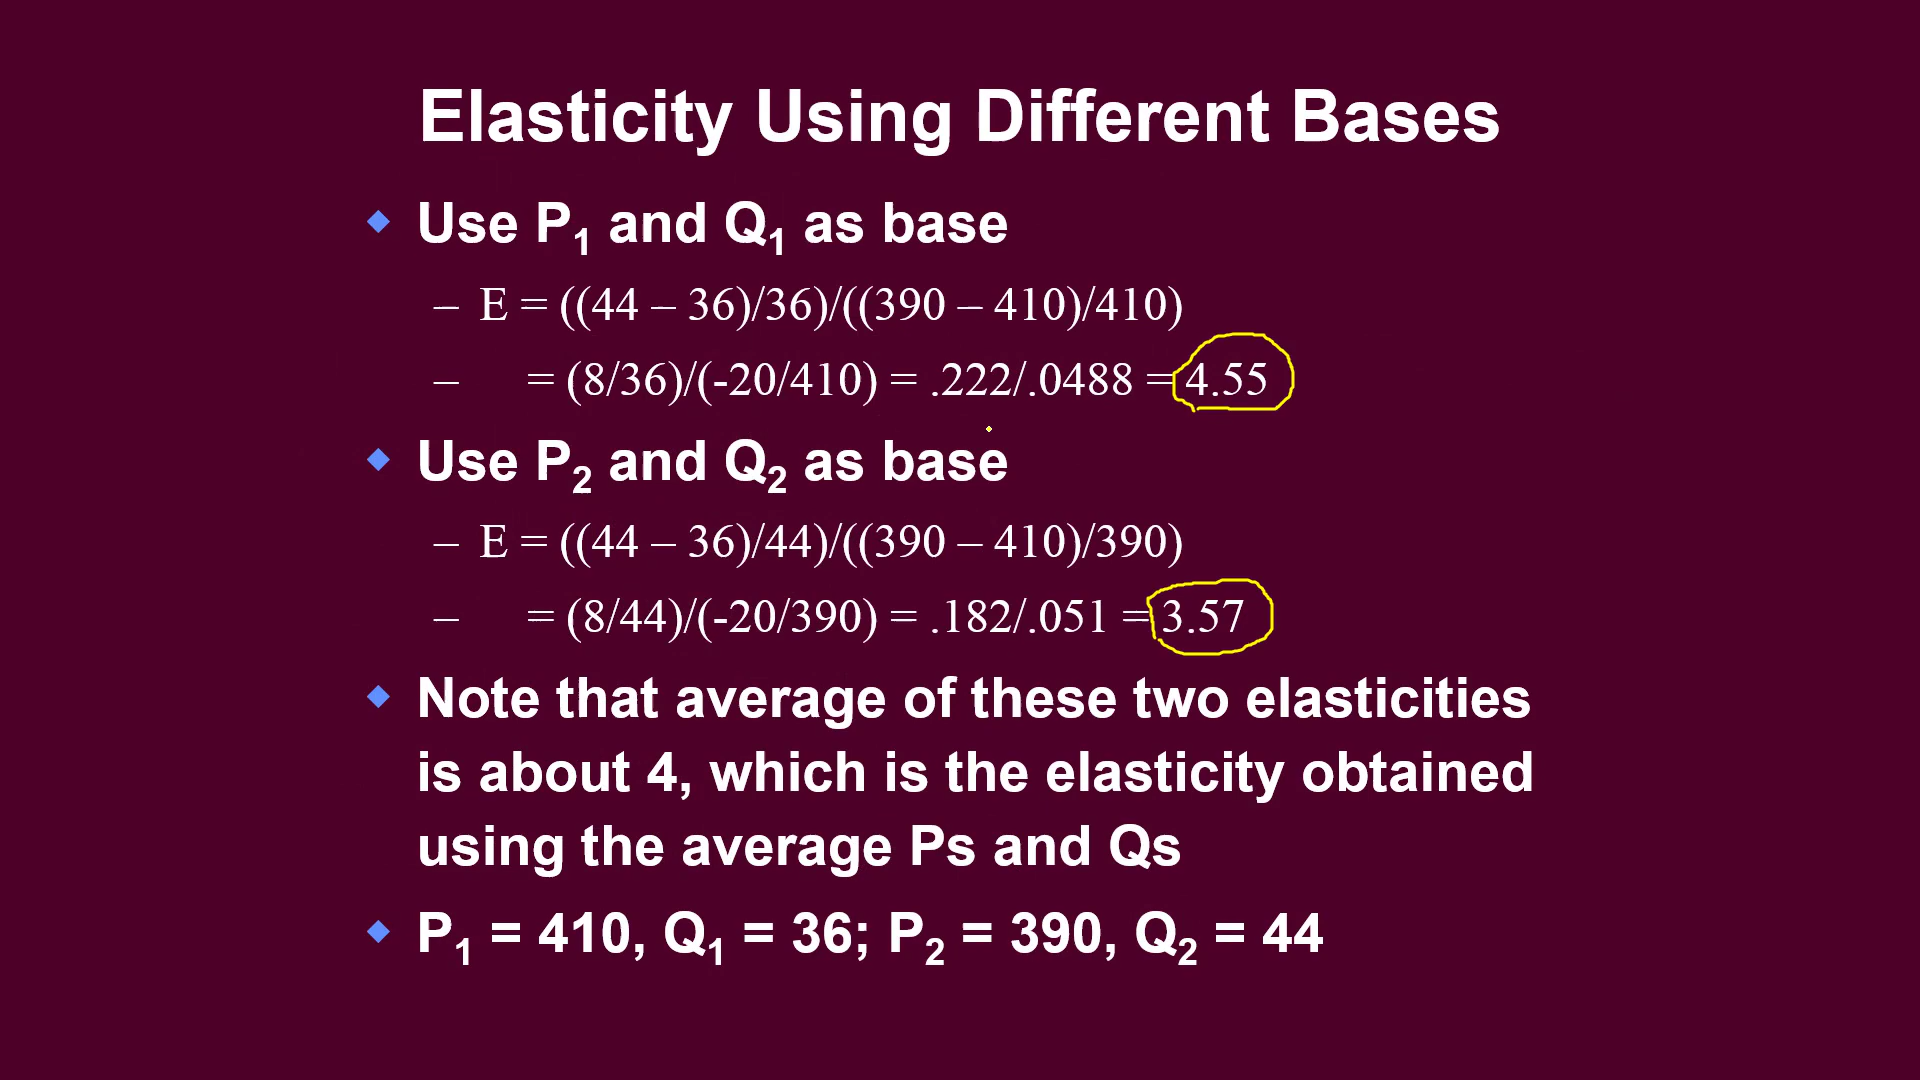 Elasticity Using Different Bases
Use P₁ and Q₁ as base
– E = ((44 – 36)/36)/((390 – 410)/410)
– = (8/36)/(-20/410) = .222/.0488 = 4.55
Use P₂ and Q₂ as base
– E = ((44 – 36)/44)/((390 – 410)/390)
– = (8/44)/(-20/390) = .182/.051 = 3.57
Note that average of these two elasticities
is about 4, which is the elasticity obtained
using the average Ps and Qs
P₁ = 410, Q₁ = 36; P₂ = 390, Q₂ = 44